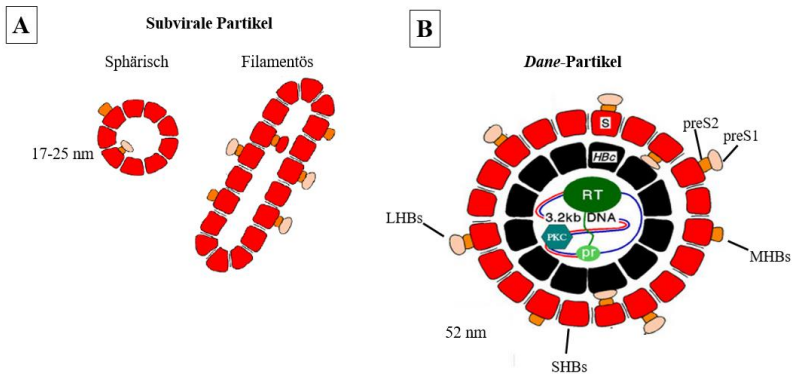 A
Subvirale Partikel
Sphärisch
Filamentös
17-25 nm
B
Dane-Partikel
S
preS2
preS1
HBc
RT
3.2kb DNA
PKC
pr
LHBs
MHBs
52 nm
SHBs